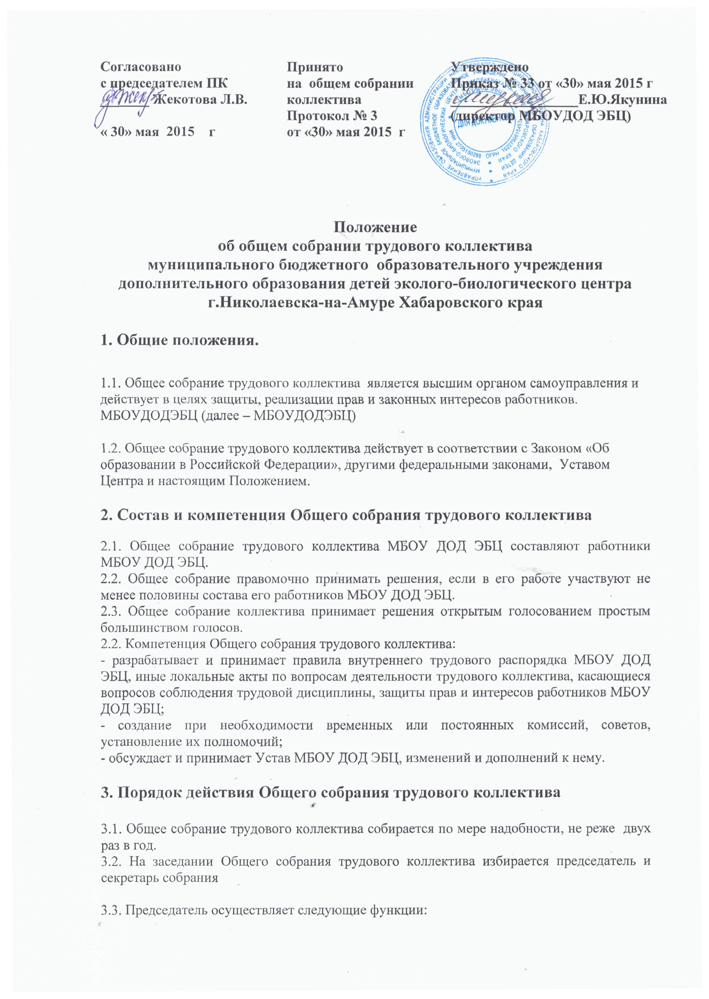 Согласовано
с председателем ПК
_______ Жекотова Л.В.
« 30» мая 2015 г
Принято
на общем собрании
коллектива
Протокол № 3
от «30» мая 2015 г
Утверждено
Приказ № 33 от «30» мая 2015 г
__________________Е.Ю.Якунина
(директор МБОУДОД ЭБЦ)
ДЛЯ ДОКУМЕНТОВ
МБОУ ДОД ЭБЦ
ИНН 2705150288 ОГРН 1022700615453
Положение
об общем собрании трудового коллектива
муниципального бюджетного образовательного учреждения
дополнительного образования детей эколого-биологического центра
г.Николаевска-на-Амуре Хабаровского края
1. Общие положения.
1.1. Общее собрание трудового коллектива является высшим органом самоуправления и
действует в целях защиты, реализации прав и законных интересов работников.
МБОУДОДЭБЦ (далее – МБОУДОДЭБЦ)
1.2. Общее собрание трудового коллектива действует в соответствии с Законом «Об
образовании в Российской Федерации», другими федеральными законами, Уставом
Центра и настоящим Положением.
2. Состав и компетенция Общего собрания трудового коллектива
2.1. Общее собрание трудового коллектива МБОУ ДОД ЭБЦ составляют работники
МБОУ ДОД ЭБЦ.
2.2. Общее собрание правомочно принимать решения, если в его работе участвуют не
менее половины состава его работников МБОУ ДОД ЭБЦ.
2.3. Общее собрание коллектива принимает решения открытым голосованием простым
большинством голосов.
2.2. Компетенция Общего собрания трудового коллектива:
- разрабатывает и принимает правила внутреннего трудового распорядка МБОУ ДОД
ЭБЦ, иные локальные акты по вопросам деятельности трудового коллектива, касающиеся
вопросов соблюдения трудовой дисциплины, защиты прав и интересов работников МБОУ
ДОД ЭБЦ;
- создание при необходимости временных или постоянных комиссий, советов,
установление их полномочий;
- обсуждает и принимает Устав МБОУ ДОД ЭБЦ, изменений и дополнений к нему.
3. Порядок действия Общего собрания трудового коллектива
3.1. Общее собрание трудового коллектива собирается по мере надобности, не реже двух
раз в год.
3.2. На заседании Общего собрания трудового коллектива избирается председатель и
секретарь собрания
3.3. Председатель осуществляет следующие функции: